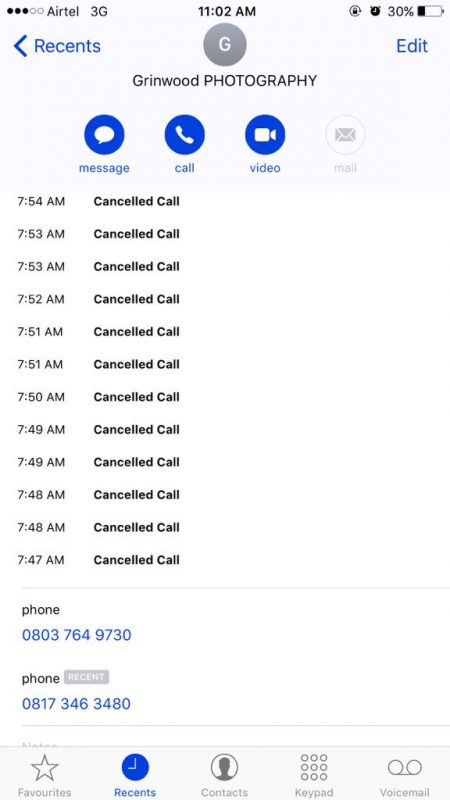 Airtel 3G 11:02 AM 30%
Recents G Edit
Grinwood PHOTOGRAPHY
message call video mail
7:54 AM Cancelled Call
7:53 AM Cancelled Call
7:53 AM Cancelled Call
7:52 AM Cancelled Call
7:51 AM Cancelled Call
7:51 AM Cancelled Call
7:50 AM Cancelled Call
7:49 AM Cancelled Call
7:49 AM Cancelled Call
7:48 AM Cancelled Call
7:48 AM Cancelled Call
7:47 AM Cancelled Call
phone
0803 764 9730
phone RECENT
0817 346 3480
Notes
Favourites Recents Contacts Keypad Voicemail